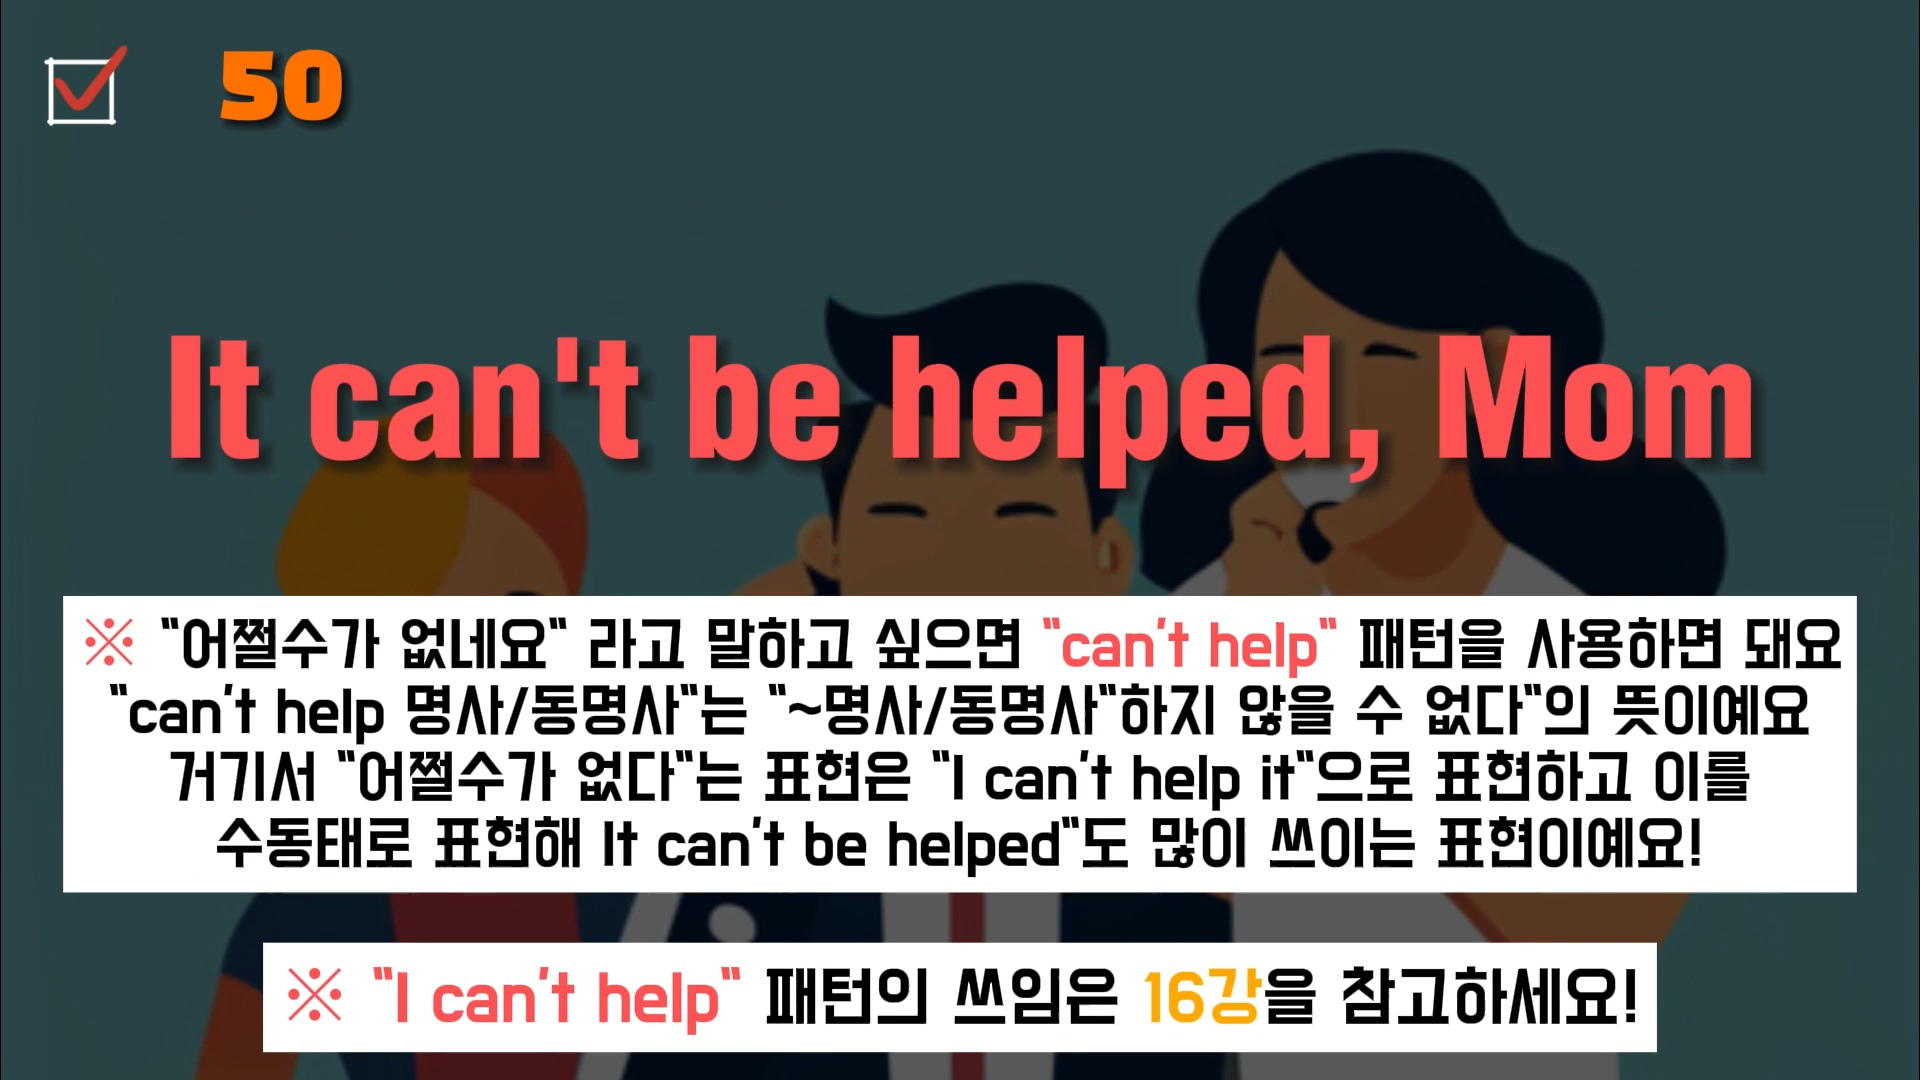 50
It can't be helped, Mom
※ "어쩔수가 없네요" 라고 말하고 싶으면 "can't help" 패턴을 사용하면 돼요
"can't help 명사/동명사"는 "~명사/동명사"하지 않을 수 없다"의 뜻이예요
거기서 "어쩔수가 없다"는 표현은 "I can't help it"으로 표현하고 이를
수동태로 표현해 It can't be helped"도 많이 쓰이는 표현이예요!
※ "I can't help" 패턴의 쓰임은 16강을 참고하세요!